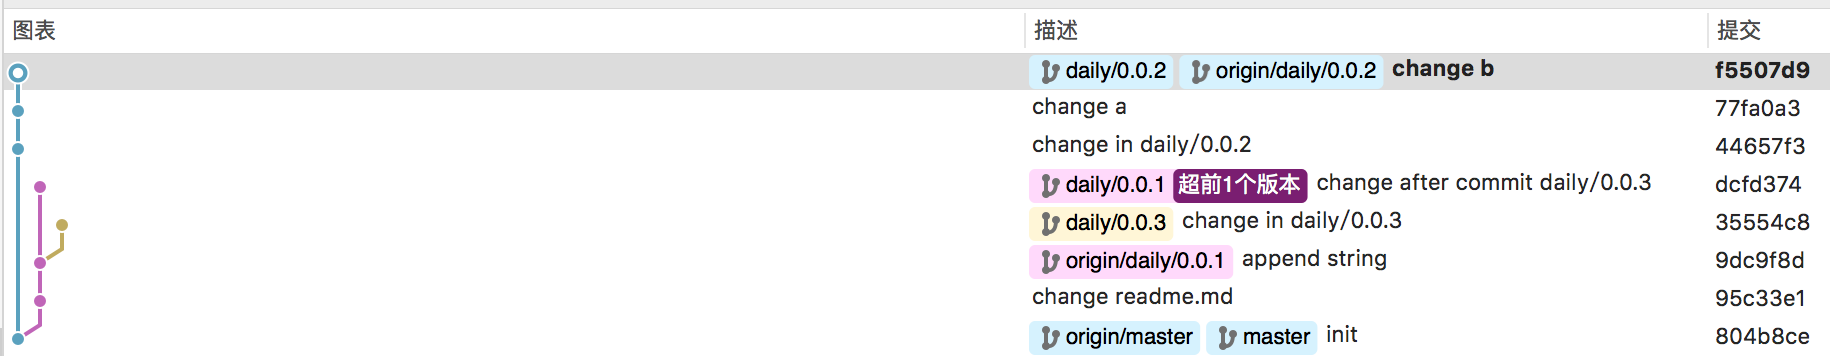 图表 描述 提交
daily/0.0.2 origin/daily/0.0.2 change b f5507d9
change a 77fa0a3
change in daily/0.0.2 44657f3
daily/0.0.1 超前1个版本 change after commit daily/0.0.3 dcfd374
daily/0.0.3 change in daily/0.0.3 35554c8
origin/daily/0.0.1 append string 9dc9f8d
change readme.md 95c33e1
origin/master master init 804b8ce